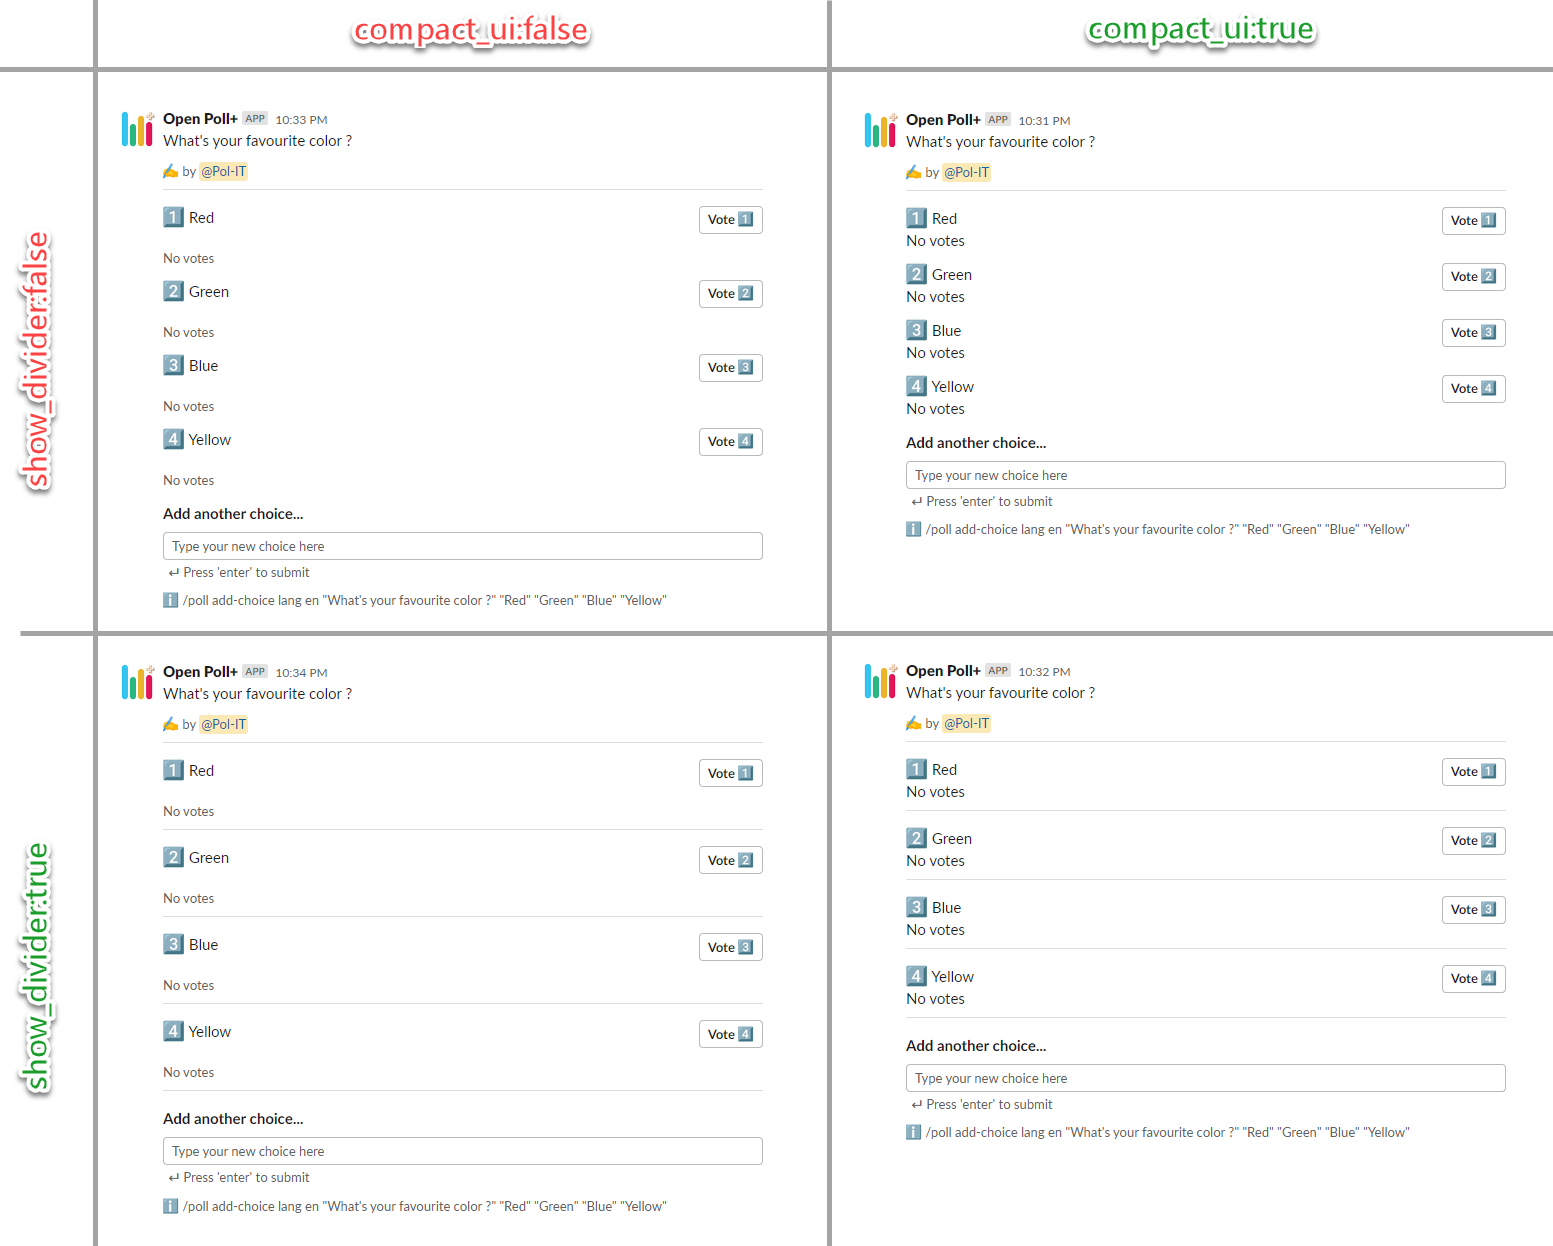 compact_ui:false
compact_ui:true
show_divider:false
Open Poll+ APP 10:33 PM
What's your favourite color ?
by @Pol-IT
1 Red
Vote 1
No votes
2 Green
Vote 2
No votes
3 Blue
Vote 3
No votes
4 Yellow
Vote 4
No votes
Add another choice...
Type your new choice here
↵ Press 'enter' to submit
ℹ️ /poll add-choice lang en "What's your favourite color ?" "Red" "Green" "Blue" "Yellow"
Open Poll+ APP 10:31 PM
What's your favourite color ?
by @Pol-IT
1 Red
Vote 1
No votes
2 Green
Vote 2
No votes
3 Blue
Vote 3
No votes
4 Yellow
Vote 4
No votes
Add another choice...
Type your new choice here
↵ Press 'enter' to submit
ℹ️ /poll add-choice lang en "What's your favourite color ?" "Red" "Green" "Blue" "Yellow"
show_divider:true
Open Poll+ APP 10:34 PM
What's your favourite color ?
by @Pol-IT
1 Red
Vote 1
No votes
2 Green
Vote 2
No votes
3 Blue
Vote 3
No votes
4 Yellow
Vote 4
No votes
Add another choice...
Type your new choice here
↵ Press 'enter' to submit
ℹ️ /poll add-choice lang en "What's your favourite color ?" "Red" "Green" "Blue" "Yellow"
Open Poll+ APP 10:32 PM
What's your favourite color ?
by @Pol-IT
1 Red
Vote 1
No votes
2 Green
Vote 2
No votes
3 Blue
Vote 3
No votes
4 Yellow
Vote 4
No votes
Add another choice...
Type your new choice here
↵ Press 'enter' to submit
ℹ️ /poll add-choice lang en "What's your favourite color ?" "Red" "Green" "Blue" "Yellow"